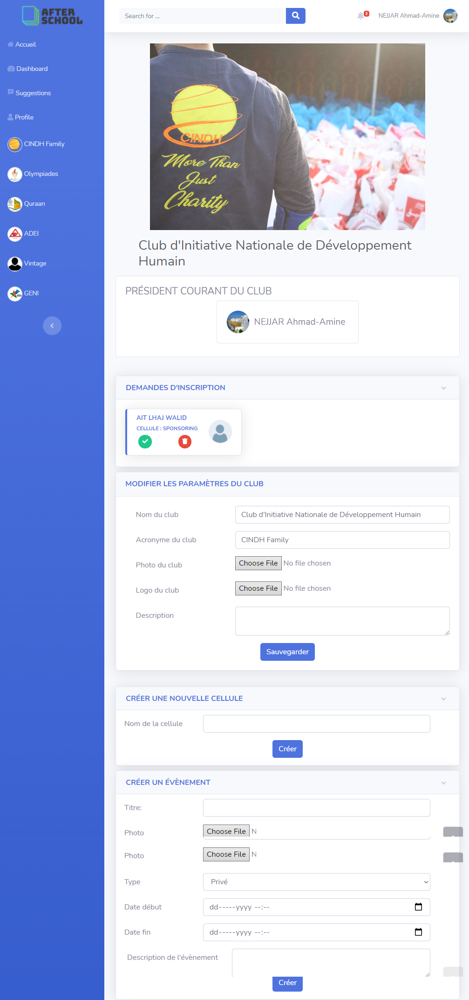 AFTER
SCHOOL
Search for ...
2
NEJJAR Ahmad-Amine
Accueil
Dashboard
Suggestions
Profile
CINDH Family
Olympiades
Quraan
ADEI
Vintage
GENI
CINDH
More Than
Just
Charity
Club d'Initiative Nationale de Développement
Humain
PRÉSIDENT COURANT DU CLUB
NEJJAR Ahmad-Amine
DEMANDES D'INSCRIPTION
AIT LHAJ WALID
CELLULE : SPONSORING
MODIFIER LES PARAMÈTRES DU CLUB
Nom du club
Club d'Initiative Nationale de Développement Humain
Acronyme du club
CINDH Family
Photo du club
Choose File No file chosen
Logo du club
Choose File No file chosen
Description
Sauvegarder
CRÉER UNE NOUVELLE CELLULE
Nom de la cellule
Créer
CRÉER UN ÉVÈNEMENT
Titre:
Photo
Choose File N
Photo
Choose File N
Type
Privé
Date début
dd-----yyyy --:--
Date fin
dd-----yyyy --:--
Description de l'évènement
Créer